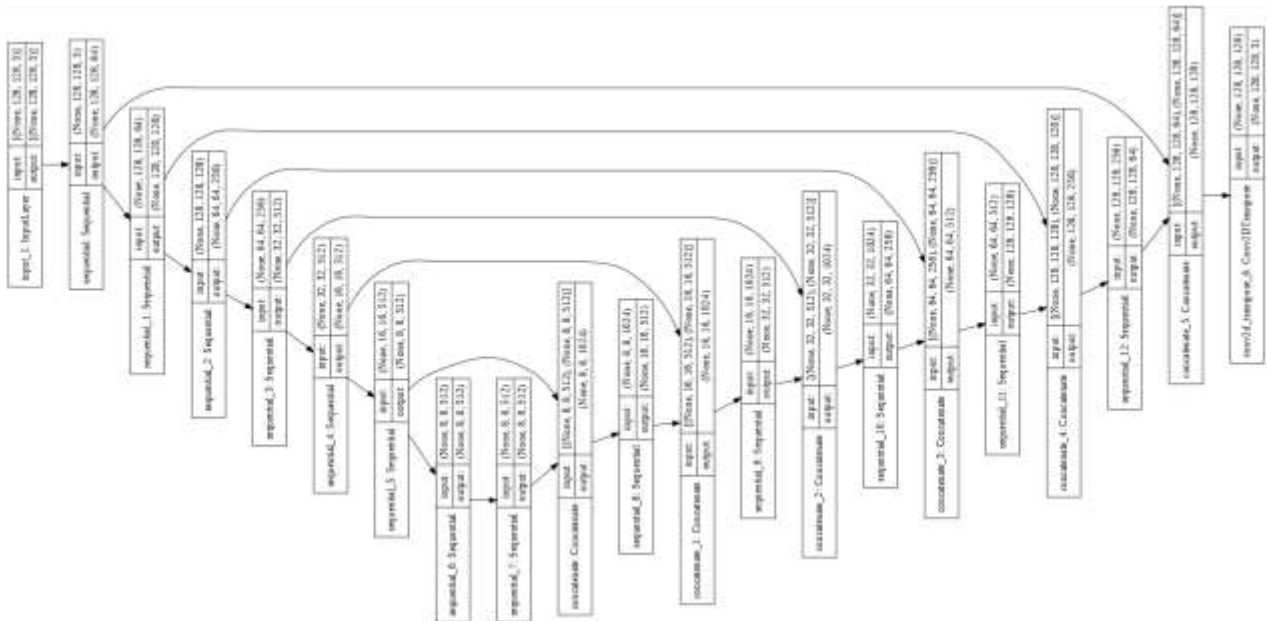 input_1: InputLayer
input: [(None, 128, 128, 3)]
output: [(None, 128, 128, 3)]
sequential: Sequential
input: (None, 128, 128, 3)
output: (None, 128, 128, 64)
sequential_1: Sequential
input: (None, 128, 128, 64)
output: (None, 128, 128, 128)
sequential_2: Sequential
input: (None, 128, 128, 128)
output: (None, 64, 64, 256)
sequential_3: Sequential
input: (None, 64, 64, 256)
output: (None, 32, 32, 512)
sequential_4: Sequential
input: (None, 32, 32, 512)
output: (None, 16, 16, 512)
sequential_5: Sequential
input: (None, 16, 16, 512)
output: (None, 8, 8, 512)
sequential_6: Sequential
input: (None, 8, 8, 512)
output: (None, 8, 8, 512)
sequential_7: Sequential
input: (None, 8, 8, 512)
output: (None, 8, 8, 512)
concatenate: Concatenate
input: [(None, 8, 8, 512), (None, 8, 8, 512)]
output: (None, 8, 8, 1024)
sequential_8: Sequential
input: (None, 8, 8, 1024)
output: (None, 16, 16, 512)
concatenate_1: Concatenate
input: [(None, 16, 16, 512), (None, 16, 16, 512)]
output: (None, 16, 16, 1024)
sequential_9: Sequential
input: (None, 16, 16, 1024)
output: (None, 32, 32, 512)
concatenate_2: Concatenate
input: [(None, 32, 32, 512), (None, 32, 32, 512)]
output: (None, 32, 32, 1024)
sequential_10: Sequential
input: (None, 32, 32, 1024)
output: (None, 64, 64, 256)
concatenate_3: Concatenate
input: [(None, 64, 64, 256), (None, 64, 64, 256)]
output: (None, 64, 64, 512)
sequential_11: Sequential
input: (None, 64, 64, 512)
output: (None, 128, 128, 128)
concatenate_4: Concatenate
input: [(None, 128, 128, 128), (None, 128, 128, 128)]
output: (None, 128, 128, 256)
sequential_12: Sequential
input: (None, 128, 128, 256)
output: (None, 128, 128, 64)
concatenate_5: Concatenate
input: [(None, 128, 128, 64), (None, 128, 128, 64)]
output: (None, 128, 128, 128)
conv2d_transpose_6: Conv2DTranspose
input: (None, 128, 128, 128)
output: (None, 128, 128, 3)